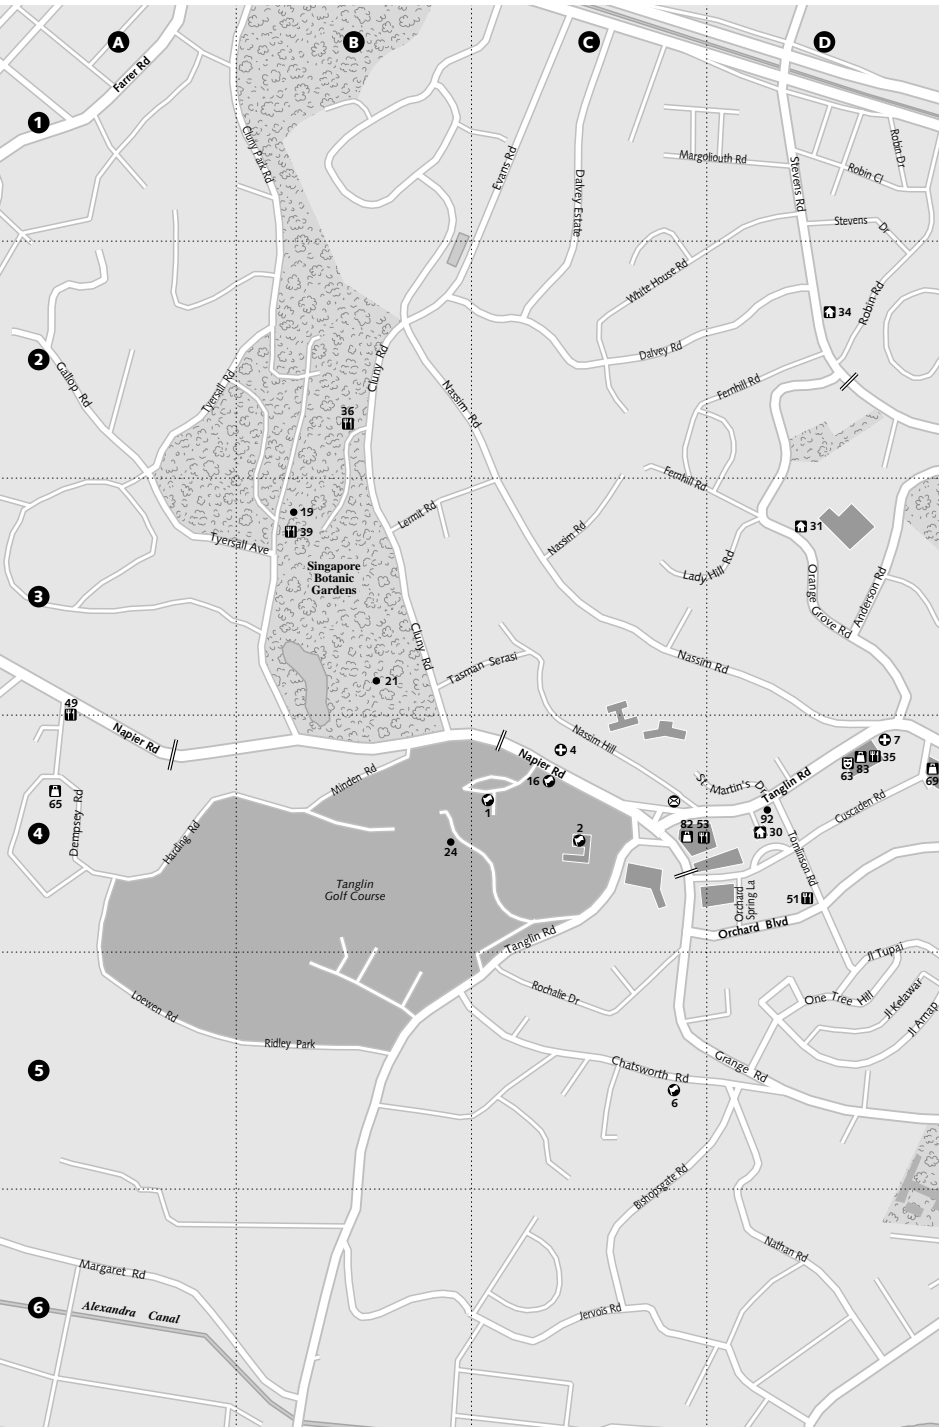 A
B
C
D
Farrer Rd
1
Cluny Park Rd
Evans Rd
Dalvey Estate
Margoliouth Rd
Stevens Rd
Robin Dr
Robin Cl
Stevens Dr
White House Rd
Robin Rd
34
2
Gallop Rd
Tyersall Rd
Cluny Rd
Nassim Rd
Dalvey Rd
Fernhill Rd
36
Fernhill Rd
19
39
Lermit Rd
Nassim Rd
31
Tyersall Ave
Singapore
Botanic
Gardens
Lady Hill Rd
Orange Grove Rd
Anderson Rd
3
Cluny Rd
Tasman Serasi
Nassim Rd
21
49
Napier Rd
Nassim Hill
4
Napier Rd
7
35
83
63
69
Minden Rd
16
St Martin's Dr
Tanglin Rd
65
1
Cuscaden Rd
92
30
82 53
2
4
Dempsey Rd
Harding Rd
24
Tomlinson Rd
Tanglin
Golf Course
Orchard
Spring La
51
Orchard Blvd
Tanglin Rd
Jl Tupai
Loewen Rd
Rochalie Dr
One Tree Hill
Jl Kelawar
Jl Arnap
Ridley Park
5
Chatsworth Rd
Grange Rd
6
Bishopsgate Rd
Nathan Rd
Margaret Rd
6
Alexandra Canal
Jervois Rd